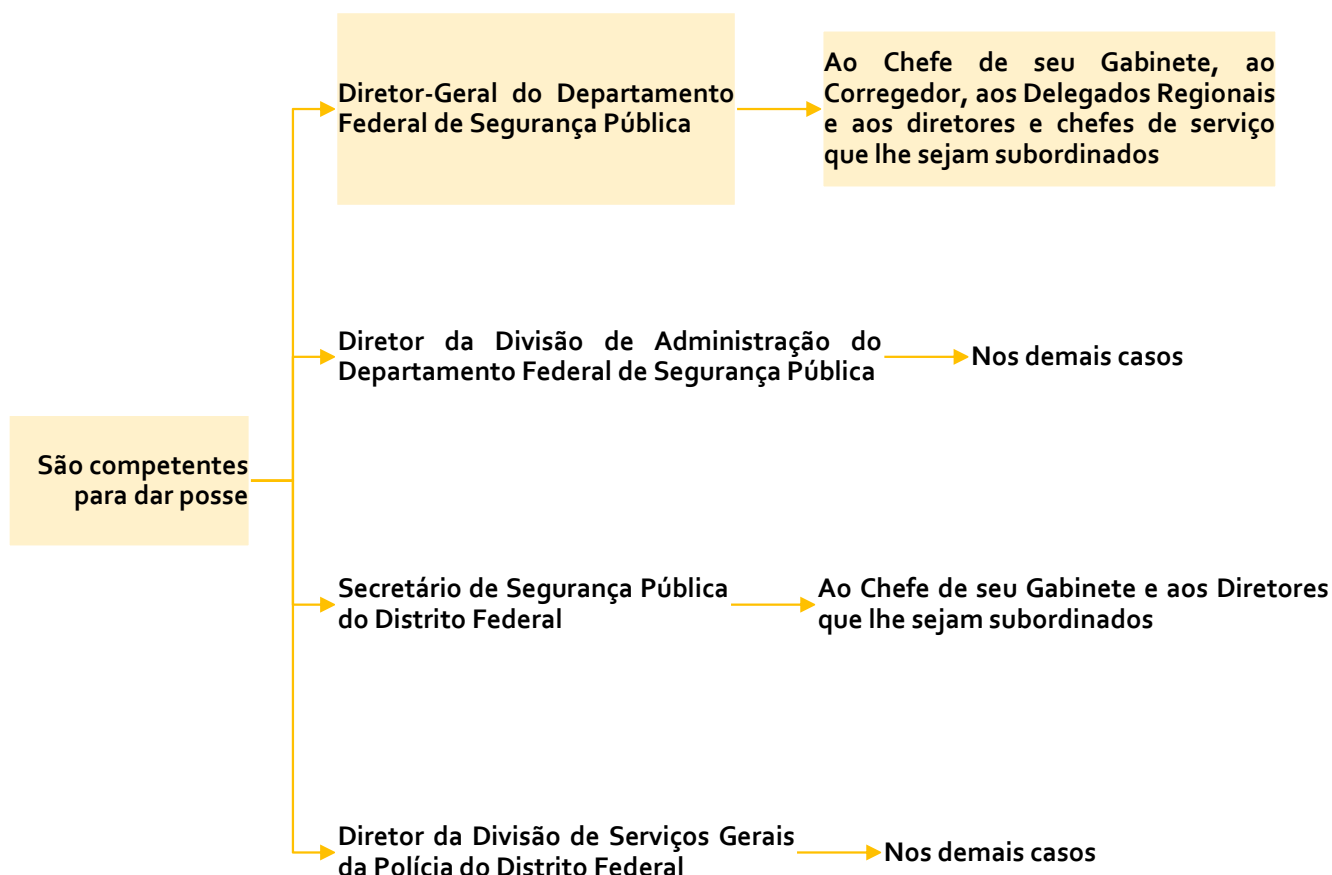 São competentes
para dar posse
Diretor-Geral do Departamento
Federal de Segurança Pública
Ao Chefe de seu Gabinete, ao
Corregedor, aos Delegados Regionais
e aos diretores e chefes de serviço
que lhe sejam subordinados
Diretor da Divisão de Administração do
Departamento Federal de Segurança Pública
Nos demais casos
Secretário de Segurança Pública
do Distrito Federal
Ao Chefe de seu Gabinete e aos Diretores
que lhe sejam subordinados
Diretor da Divisão de Serviços Gerais
da Polícia do Distrito Federal
Nos demais casos